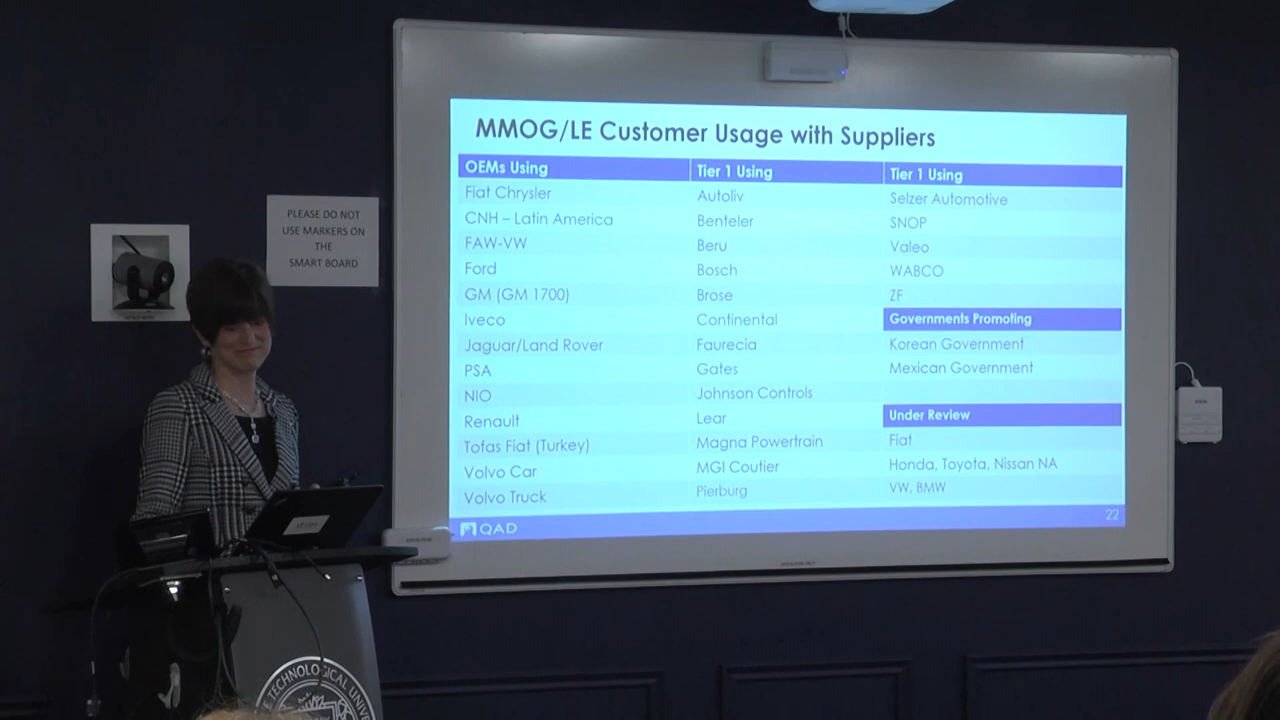 MMOG/LE Customer Usage with Suppliers
OEMs Using
Tier 1 Using
Tier 1 Using
Fiat Chrysler
Autoliv
Selzer Automotive
CNH – Latin America
Benteler
SNOP
FAW-VW
Beru
Valeo
Ford
Bosch
WABCO
GM (GM 1700)
Brose
ZF
Iveco
Continental
Governments Promoting
Jaguar/Land Rover
Faurecia
Korean Government
PSA
Gates
Mexican Government
NIO
Johnson Controls
Renault
Lear
Under Review
Tofas Fiat (Turkey)
Magna Powertrain
Fiat
Volvo Car
MGI Coutier
Honda, Toyota, Nissan NA
Volvo Truck
Pierburg
VW, BMW
QAD
22
PLEASE DO NOT
USE MARKERS ON
THE
SMART BOARD
TECHNOLOGICAL